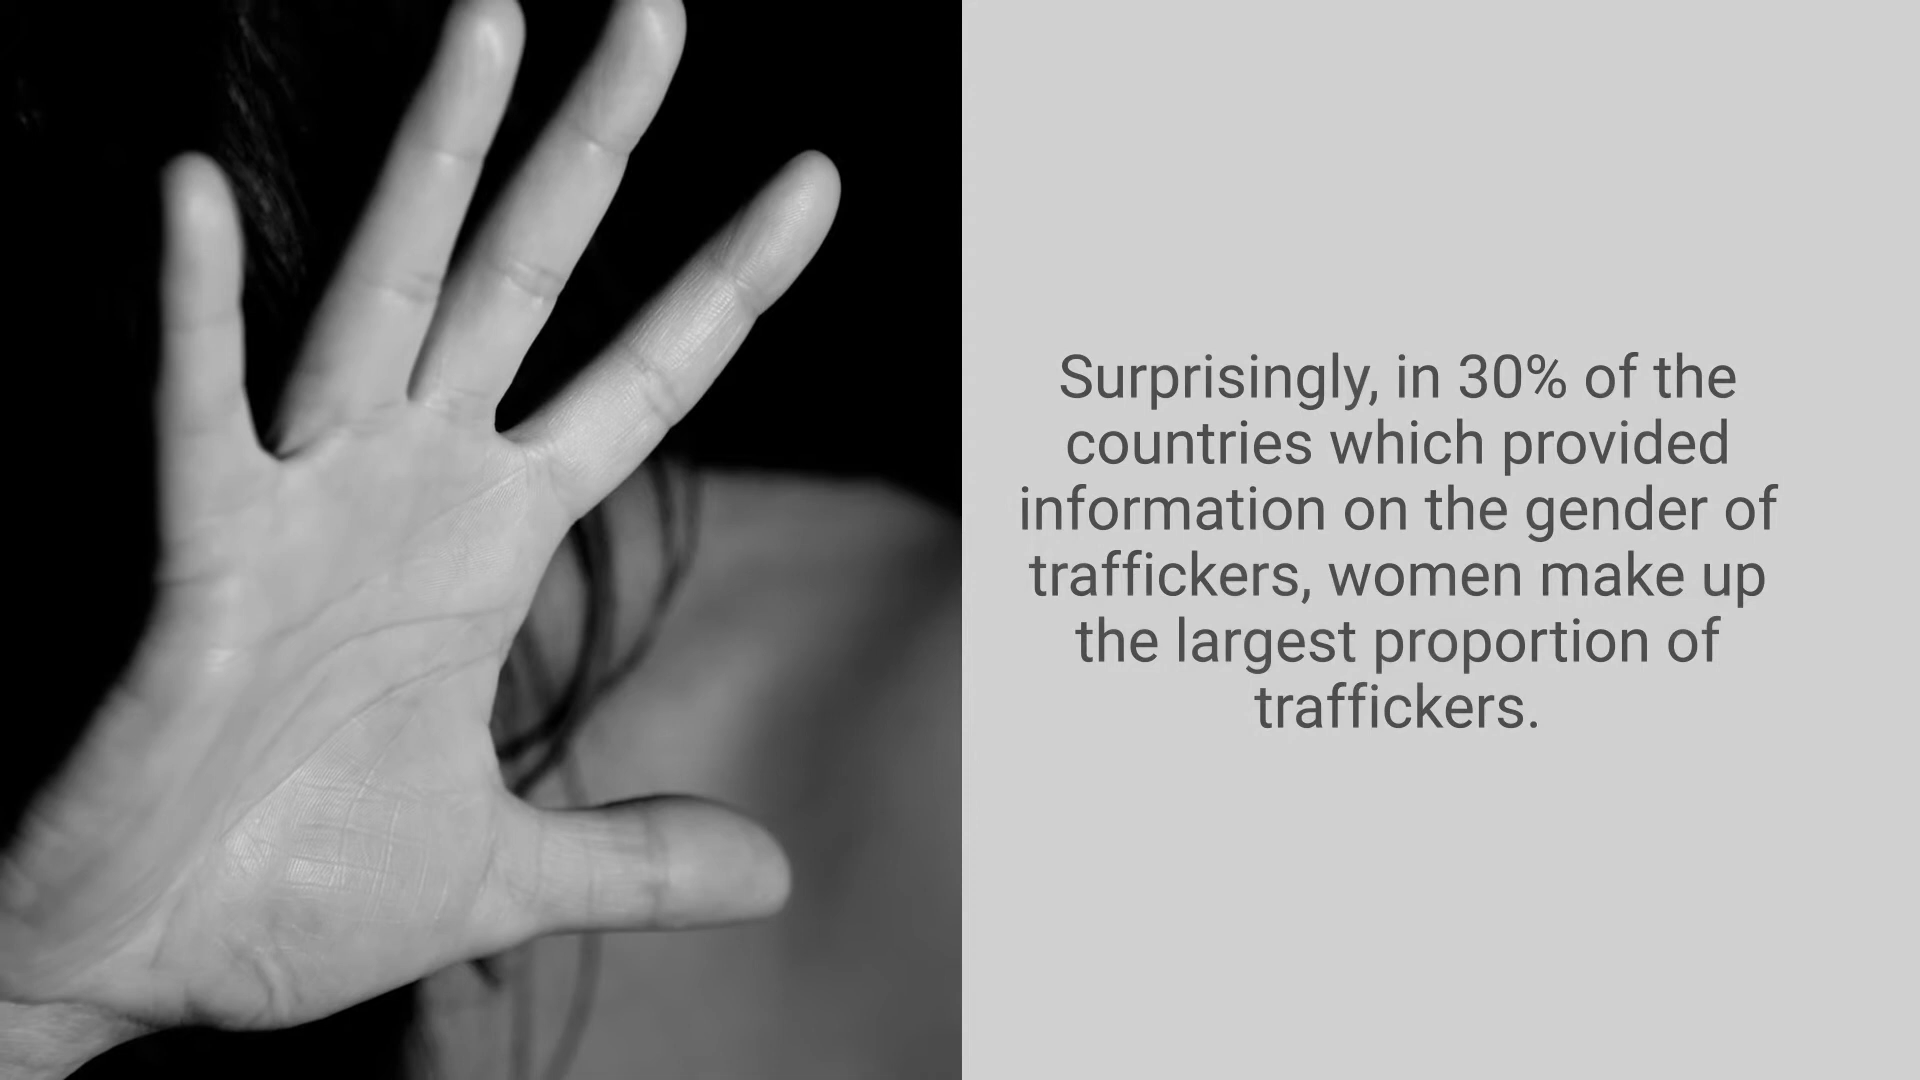 Surprisingly, in 30% of the
countries which provided
information on the gender of
traffickers, women make up
the largest proportion of
traffickers.